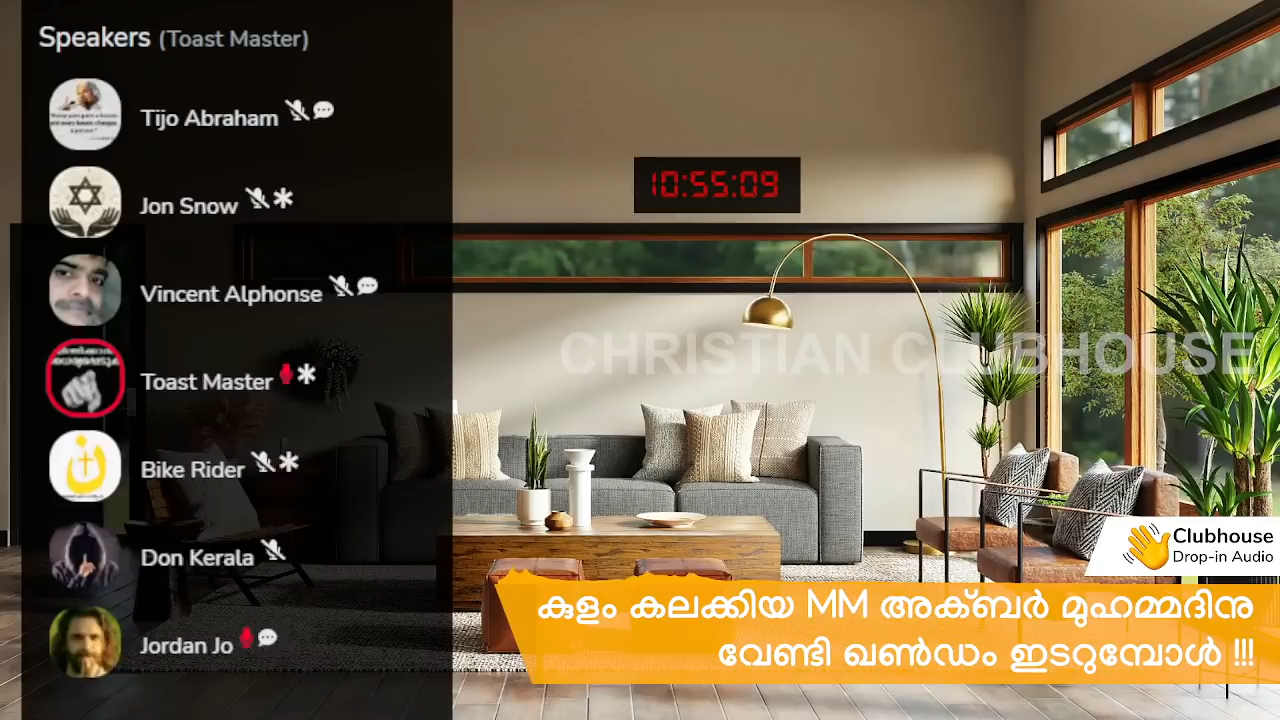 Speakers (Toast Master)
Tijo Abraham
Jon Snow
Vincent Alphonse
Toast Master
Bike Rider
Don Kerala
Jordan Jo
10:55:09
CHRISTIAN CLUBHOUSE
Clubhouse
Drop-in Audio
കുളം കലക്കിയ MM അക്ബർ മുഹമ്മദിനു
വേണ്ടി ഖൺഡം ഇടറുമ്പോൾ !!!